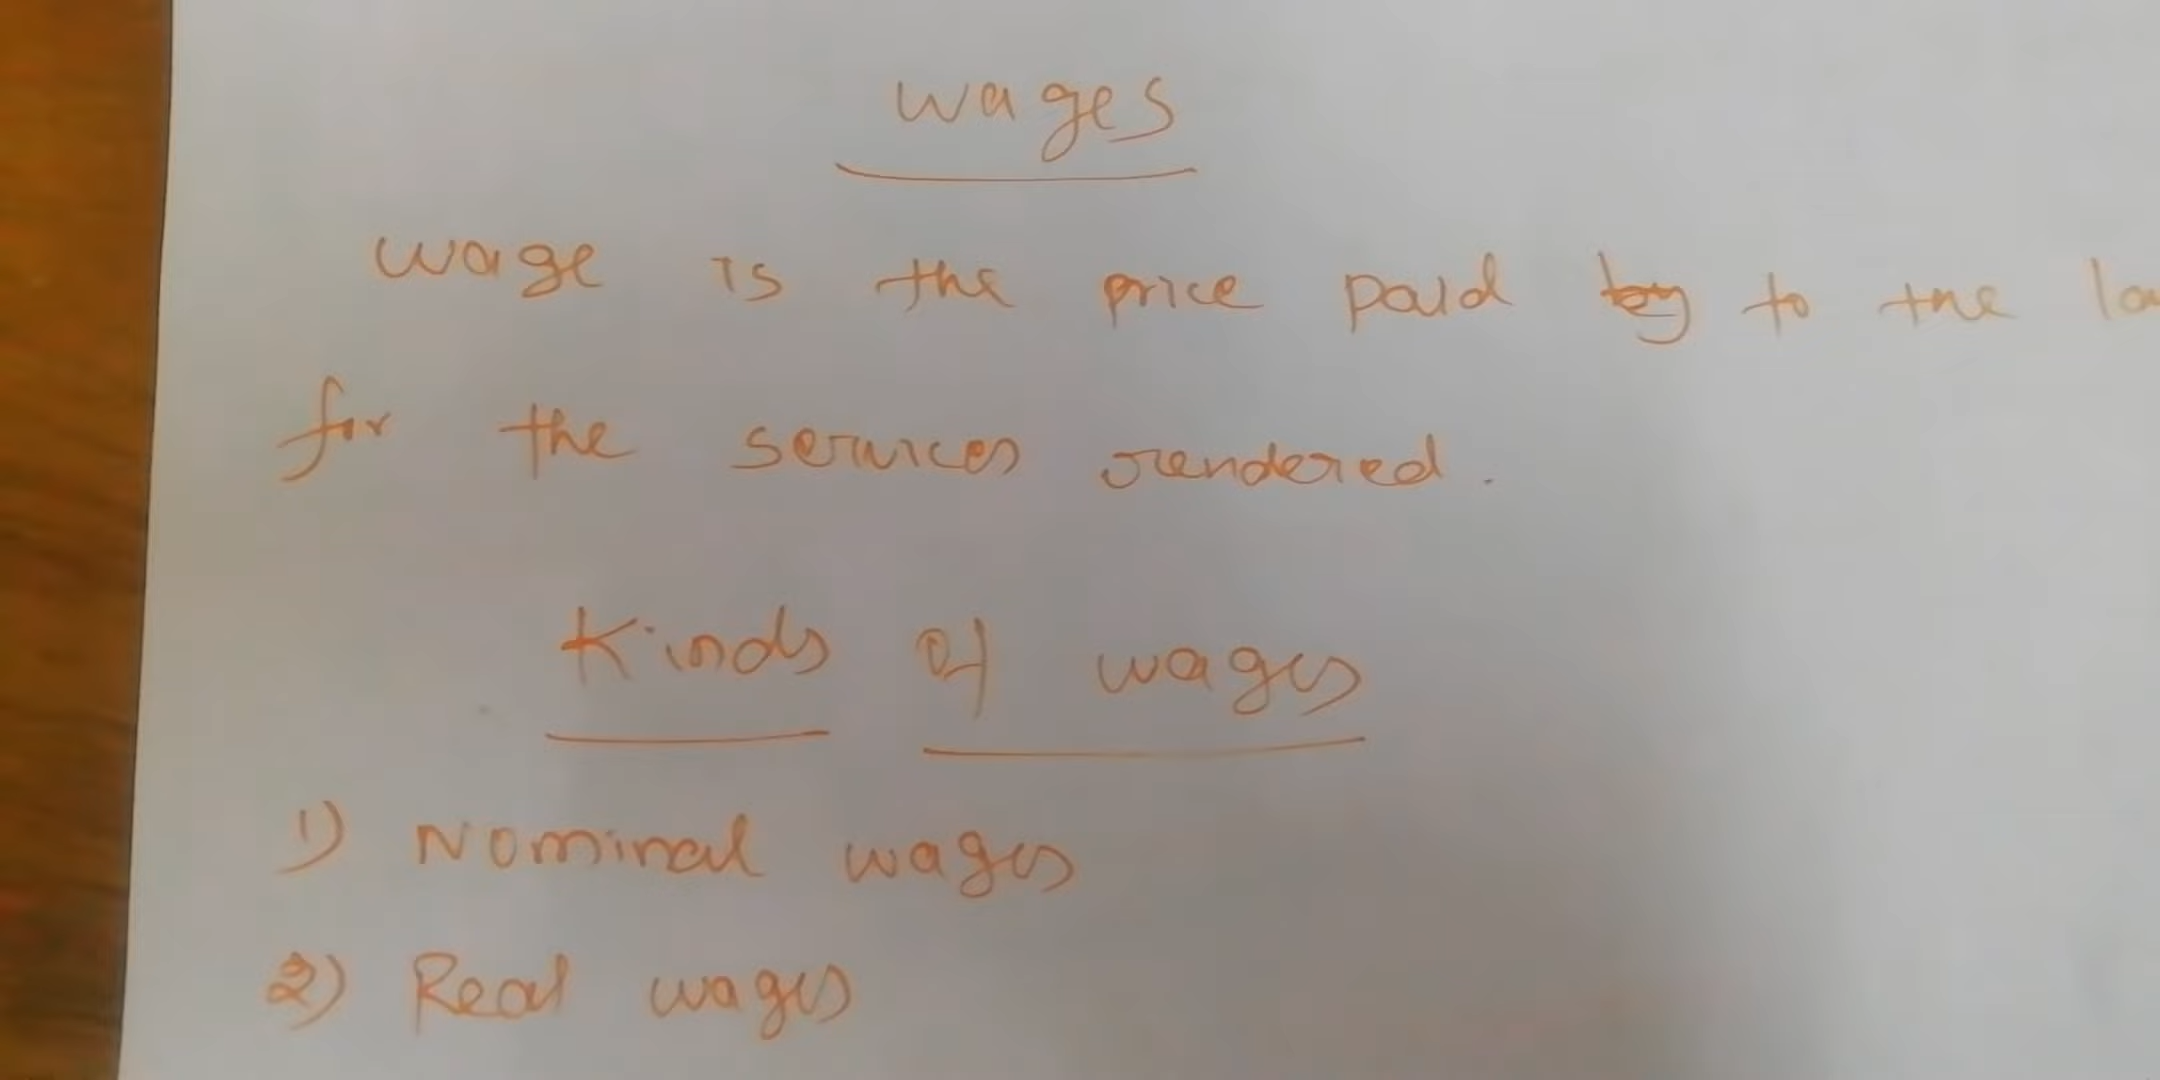 wages
wage is the price paid to the
for the services rendered.
Kinds of wages
1) Nominal wages
2) Real wages